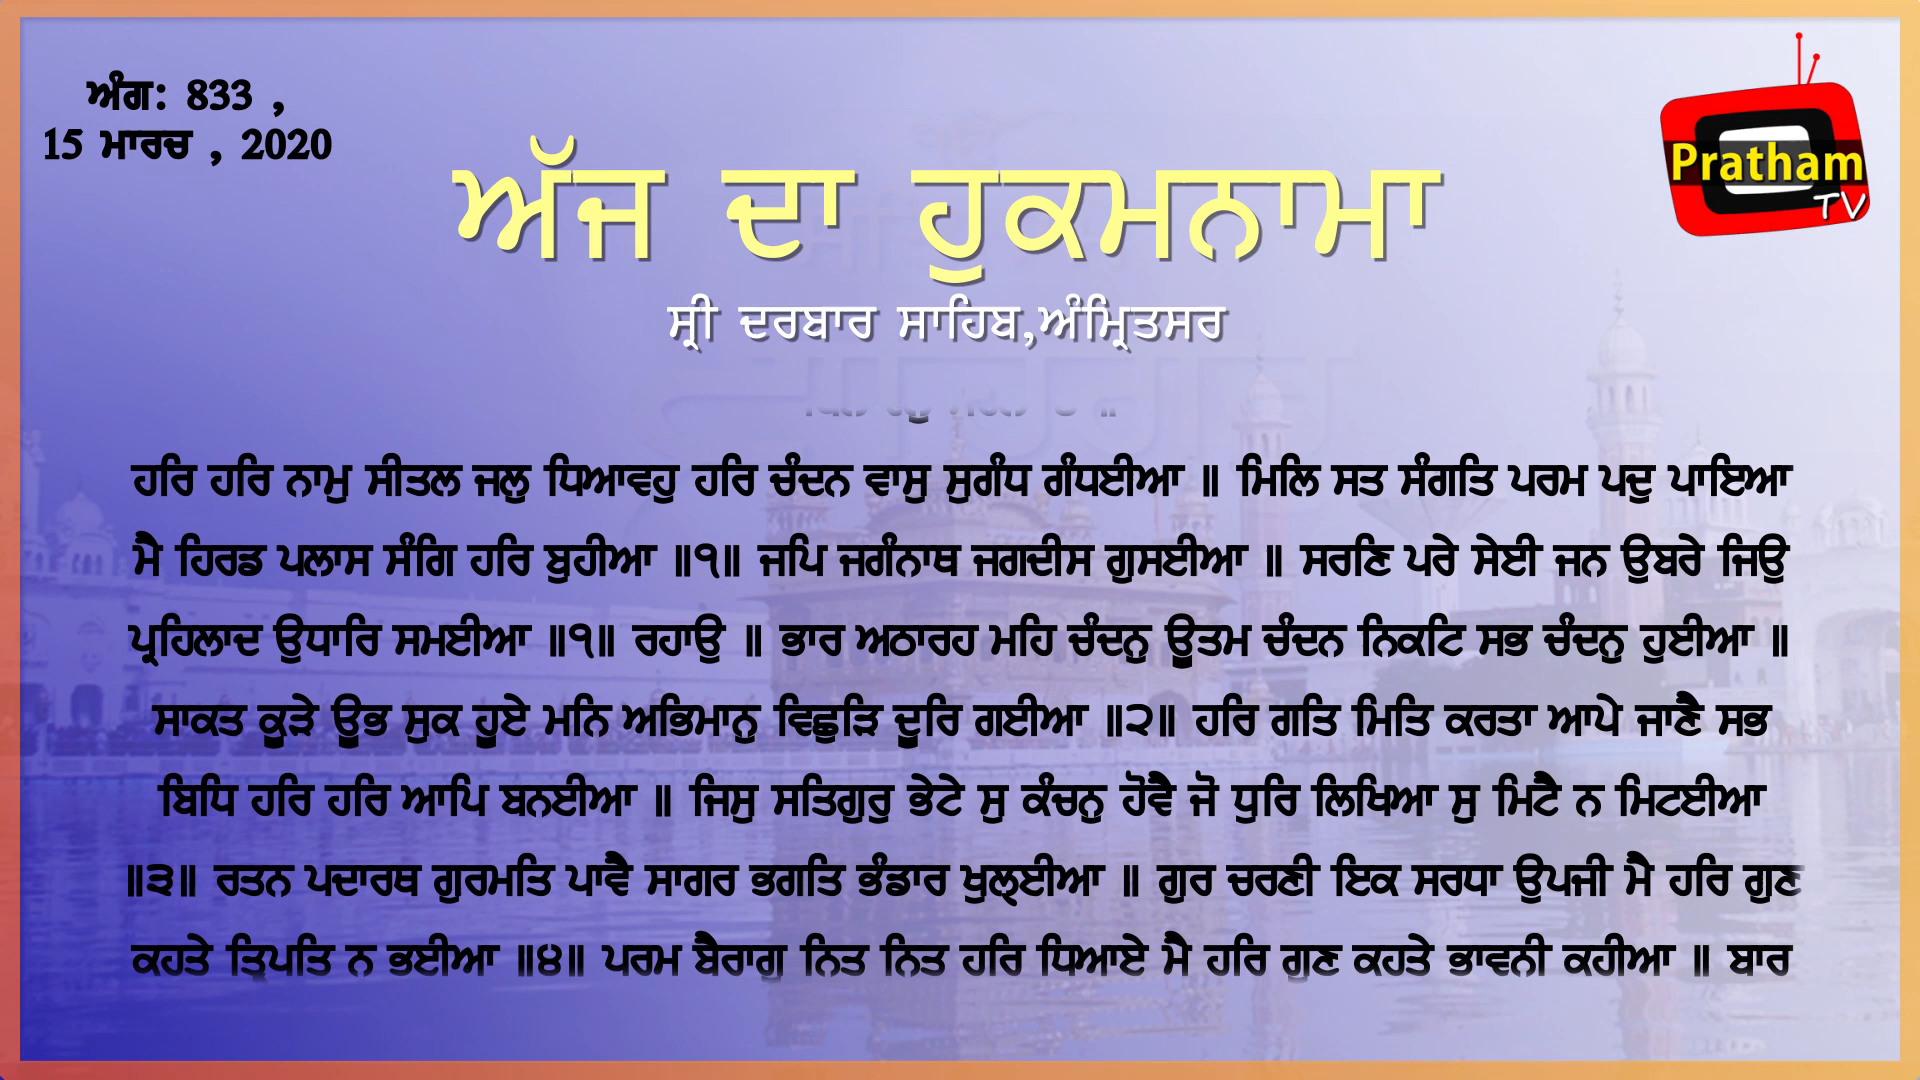 ਅੰਗ: 833 ,
15 ਮਾਰਚ , 2020
Pratham
TV
ਅੱਜ ਦਾ ਹੁਕਮਨਾਮਾ
ਸ੍ਰੀ ਦਰਬਾਰ ਸਾਹਿਬ,ਅੰਮ੍ਰਿਤਸਰ
ਹਰਿ ਹਰਿ ਨਾਮੁ ਸੀਤਲ ਜਲੁ ਧਿਆਵਹੁ ਹਰਿ ਚੰਦਨ ਵਾਸੁ ਸੁਗੰਧ ਗੰਧਈਆ ॥ ਮਿਲਿ ਸਤ ਸੰਗਤਿ ਪਰਮ ਪਦੁ ਪਾਇਆ
ਮੈ ਹਿਰਡ ਪਲਾਸ ਸੰਗਿ ਹਰਿ ਬੁਹੀਆ ॥੧॥ ਜਪਿ ਜਗੰਨਾਥ ਜਗਦੀਸ ਗੁਸਈਆ ॥ ਸਰਣਿ ਪਰੇ ਸੇਈ ਜਨ ਉਬਰੇ ਜਿਉ
ਪ੍ਰਹਿਲਾਦ ਉਧਾਰਿ ਸਮਈਆ ॥੧॥ ਰਹਾਉ ॥ ਭਾਰ ਅਠਾਰਹ ਮਹਿ ਚੰਦਨੁ ਊਤਮ ਚੰਦਨ ਨਿਕਟਿ ਸਭ ਚੰਦਨੁ ਹੁਈਆ ॥
ਸਾਕਤ ਕੂੜੇ ਊਭ ਸੁਕ ਹੂਏ ਮਨਿ ਅਭਿਮਾਨੁ ਵਿਛੁੜਿ ਦੂਰਿ ਗਈਆ ॥੨॥ ਹਰਿ ਗਤਿ ਮਿਤਿ ਕਰਤਾ ਆਪੇ ਜਾਣੈ ਸਭ
ਬਿਧਿ ਹਰਿ ਹਰਿ ਆਪਿ ਬਨਈਆ ॥ ਜਿਸੁ ਸਤਿਗੁਰੁ ਭੇਟੇ ਸੁ ਕੰਚਨੁ ਹੋਵੈ ਜੋ ਧੁਰਿ ਲਿਖਿਆ ਸੁ ਮਿਟੈ ਨ ਮਿਟਈਆ
॥੩॥ ਰਤਨ ਪਦਾਰਥ ਗੁਰਮਤਿ ਪਾਵੈ ਸਾਗਰ ਭਗਤਿ ਭੰਡਾਰ ਖੁਲ੍ਹਈਆ ॥ ਗੁਰ ਚਰਣੀ ਇਕ ਸਰਧਾ ਉਪਜੀ ਮੈ ਹਰਿ ਗੁਣ
ਕਹਤੇ ਤ੍ਰਿਪਤਿ ਨ ਭਈਆ ॥੪॥ ਪਰਮ ਬੈਰਾਗੁ ਨਿਤ ਨਿਤ ਹਰਿ ਧਿਆਏ ਮੈ ਹਰਿ ਗੁਣ ਕਹਤੇ ਭਾਵਨੀ ਕਹੀਆ ॥ ਬਾਰ